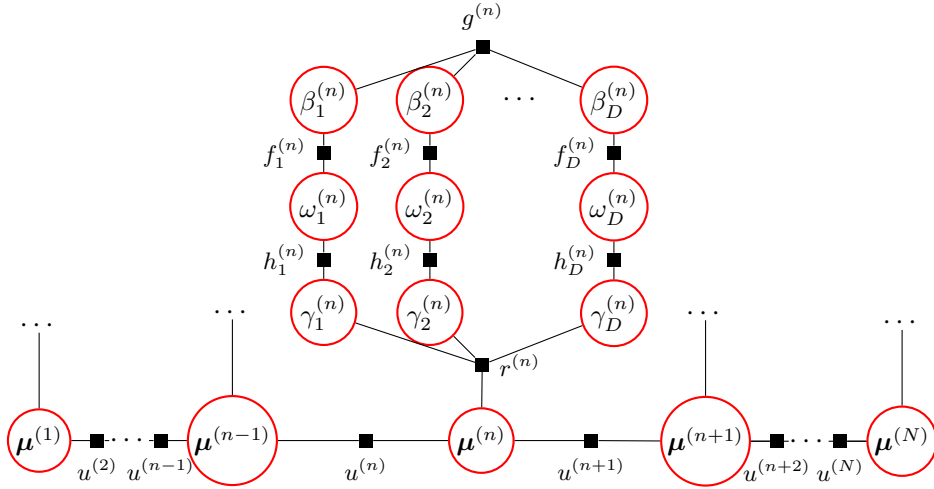 g^{(n)}
β_1^{(n)} β_2^{(n)} ⋯ β_D^{(n)}
f_1^{(n)} f_2^{(n)} f_D^{(n)}
ω_1^{(n)} ω_2^{(n)} ω_D^{(n)}
h_1^{(n)} h_2^{(n)} h_D^{(n)}
γ_1^{(n)} γ_2^{(n)} γ_D^{(n)}
⋯ ⋯ ⋯ ⋯
r^{(n)}
μ^{(1)} ⋯ μ^{(n−1)} μ^{(n)} μ^{(n+1)} ⋯ μ^{(N)}
u^{(2)} u^{(n−1)} u^{(n)} u^{(n+1)} u^{(n+2)} u^{(N)}